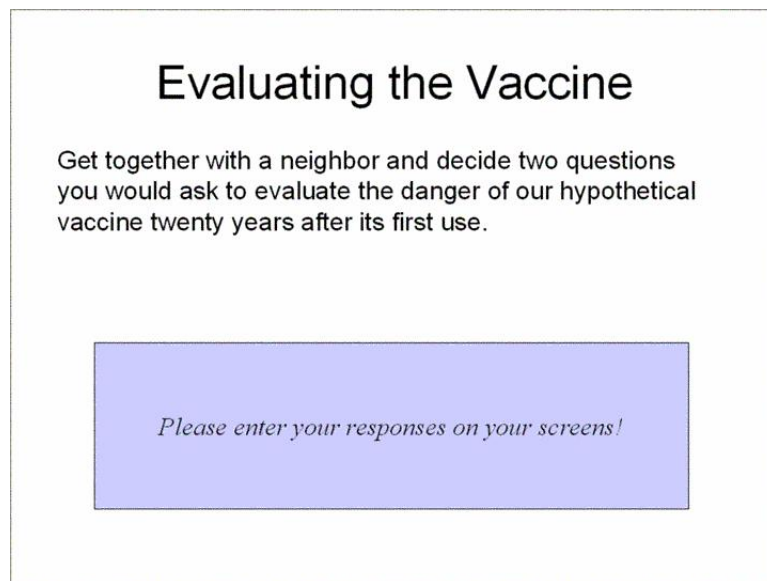 Evaluating the Vaccine
Get together with a neighbor and decide two questions
you would ask to evaluate the danger of our hypothetical
vaccine twenty years after its first use.
Please enter your responses on your screens!